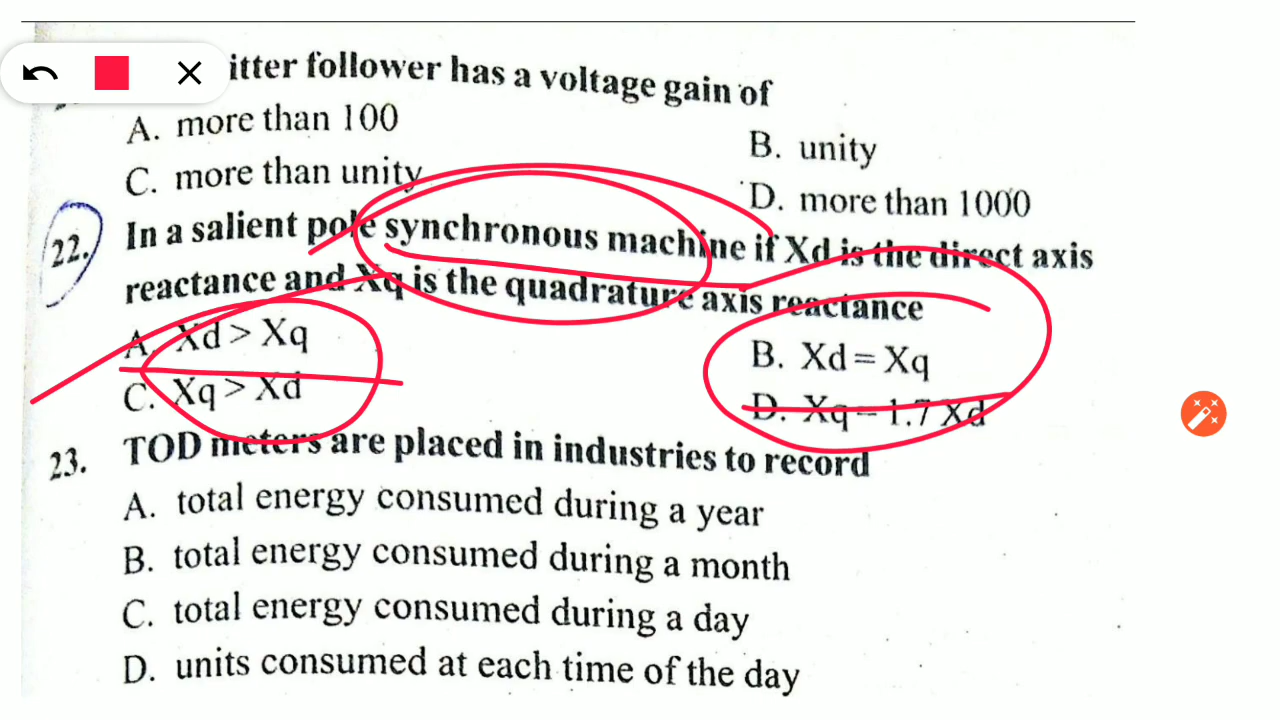 itter follower has a voltage gain of
A. more than 100
B. unity
C. more than unity
D. more than 1000
22. In a salient pole synchronous machine if Xd is the direct axis
reactance and Xq is the quadrature axis reactance
A. Xd > Xq
B. Xd = Xq
C. Xq > Xd
D. Xq = 1.7 Xd
23. TOD meters are placed in industries to record
A. total energy consumed during a year
B. total energy consumed during a month
C. total energy consumed during a day
D. units consumed at each time of the day